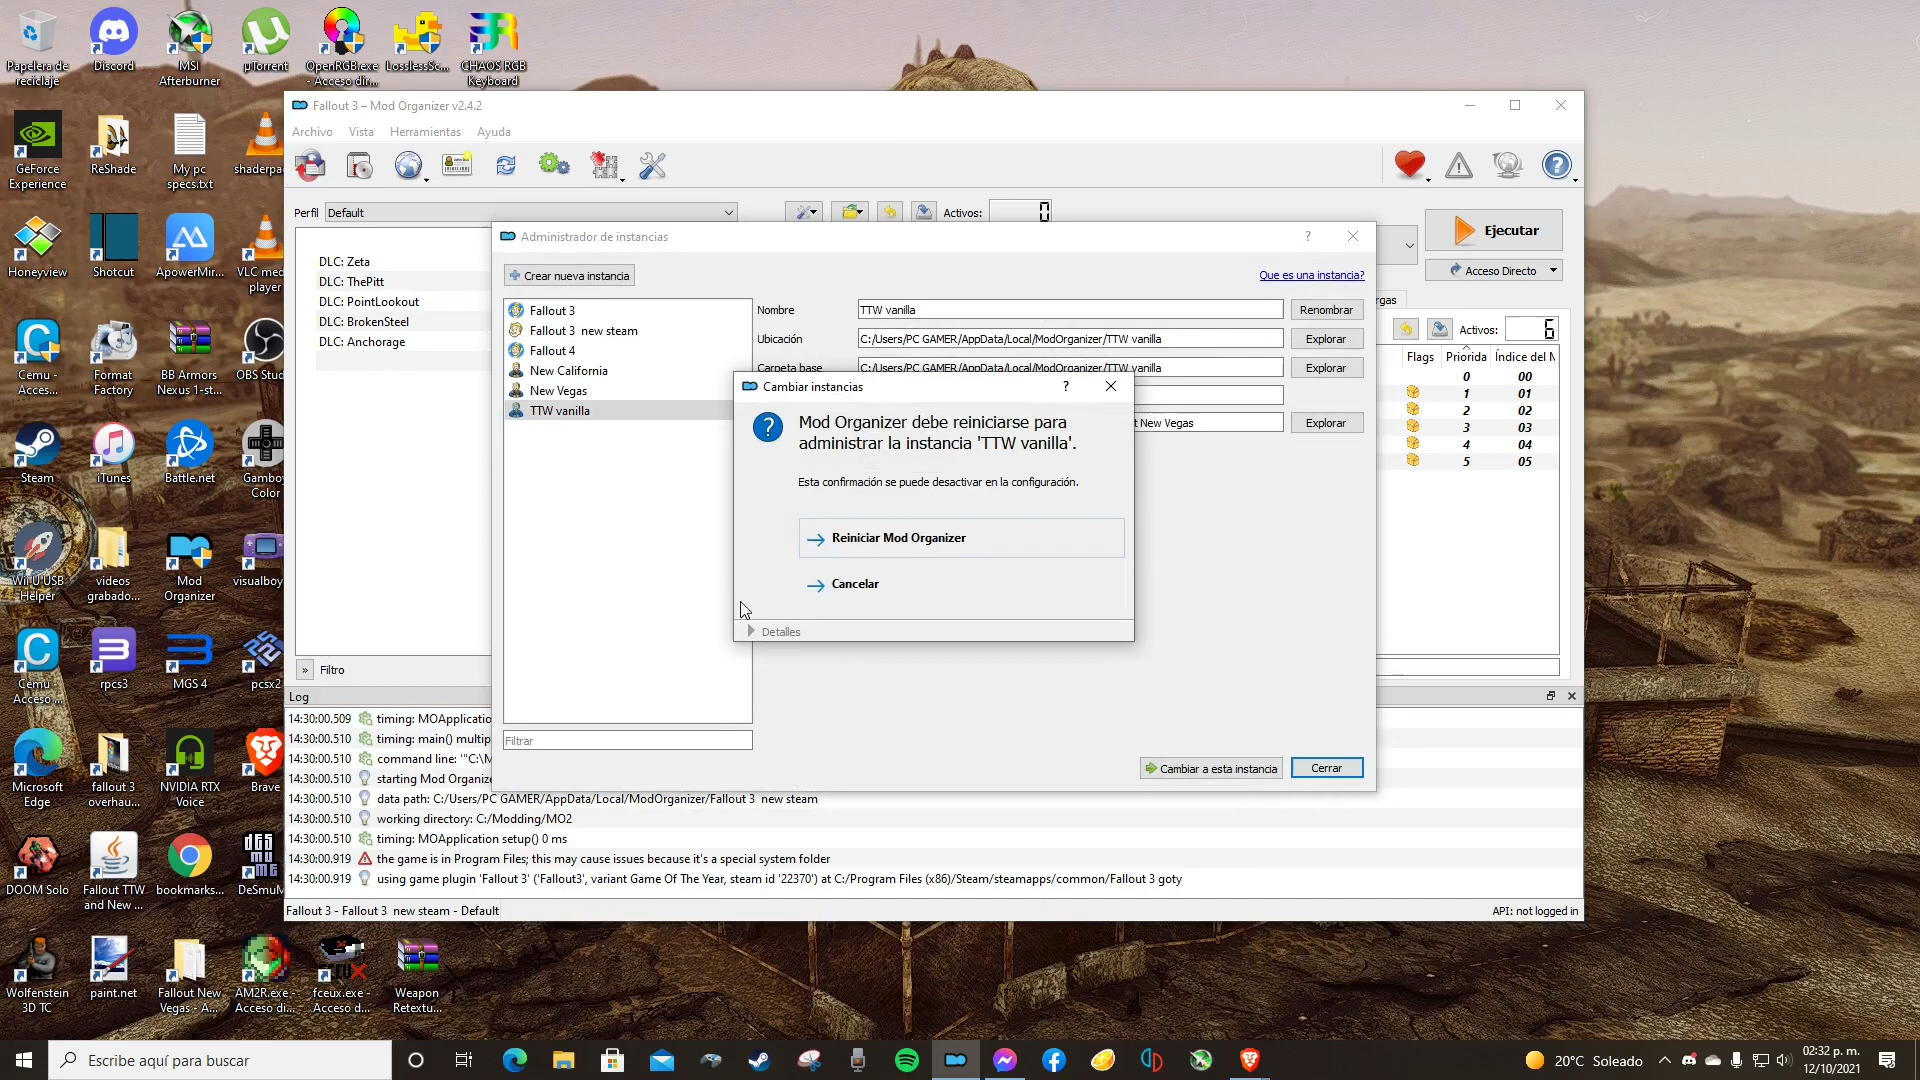 Papelera de
reciclaje
Discord
MSI
Afterburner
µTorrent
OpenRGB.exe
- Acceso dir...
LosslessSc...
CHAOS RGB
Keyboard
GeForce
Experience
ReShade
My pc
specs.txt
shaderpa
Honeyview
Shotcut
ApowerMir...
VLC med
player
Cemu -
Acces...
Format
Factory
BB Armors
Nexus 1-st...
OBS Stud
Steam
iTunes
Battle.net
Gamboy
Color
Wii U USB
Helper
videos
grabado...
Mod
Organizer
visualboy
Cemu -
Acceso...
rpcs3
MGS 4
pcsx2
Microsoft
Edge
fallout 3
overhau...
NVIDIA RTX
Voice
Brave
DOOM Solo
Fallout TTW
and New ...
bookmarks...
DeSmuM
Wolfenstein
3D TC
paint.net
Fallout New
Vegas - A...
AM2R.exe -
Acceso di...
fceux.exe -
Acceso d...
Weapon
Retextu...
Fallout 3 – Mod Organizer v2.4.2
Archivo Vista Herramientas Ayuda
Perfil Default
Activos: 0
DLC: Zeta
DLC: ThePitt
DLC: PointLookout
DLC: BrokenSteel
DLC: Anchorage
» Filtro
Ejecutar
Acceso Directo
rgas
Activos: 6
Flags Priorida Índice del M
0 00
1 01
2 02
3 03
4 04
5 05
Administrador de instancias
Crear nueva instancia
Que es una instancia?
Fallout 3
Fallout 3 new steam
Fallout 4
New California
New Vegas
TTW vanilla
Filtrar
Nombre TTW vanilla Renombrar
Ubicación C:/Users/PC GAMER/AppData/Local/ModOrganizer/TTW vanilla Explorar
Carpeta base C:/Users/PC GAMER/AppData/Local/ModOrganizer/TTW vanilla Explorar
t New Vegas Explorar
Cambiar a esta instancia Cerrar
Cambiar instancias
Mod Organizer debe reiniciarse para
administrar la instancia 'TTW vanilla'.
Esta confirmación se puede desactivar en la configuración.
Reiniciar Mod Organizer
Cancelar
Detalles
Log
14:30:00.509 timing: MOApplicatio
14:30:00.510 timing: main() multip
14:30:00.510 command line: '"C:\M
14:30:00.510 starting Mod Organize
14:30:00.510 data path: C:/Users/PC GAMER/AppData/Local/ModOrganizer/Fallout 3 new steam
14:30:00.510 working directory: C:/Modding/MO2
14:30:00.510 timing: MOApplication setup() 0 ms
14:30:00.919 the game is in Program Files; this may cause issues because it's a special system folder
14:30:00.919 using game plugin 'Fallout 3' ('Fallout3', variant Game Of The Year, steam id '22370') at C:/Program Files (x86)/Steam/steamapps/common/Fallout 3 goty
Fallout 3 - Fallout 3 new steam - Default
API: not logged in
Escribe aquí para buscar
20°C Soleado
02:32 p. m.
12/10/2021